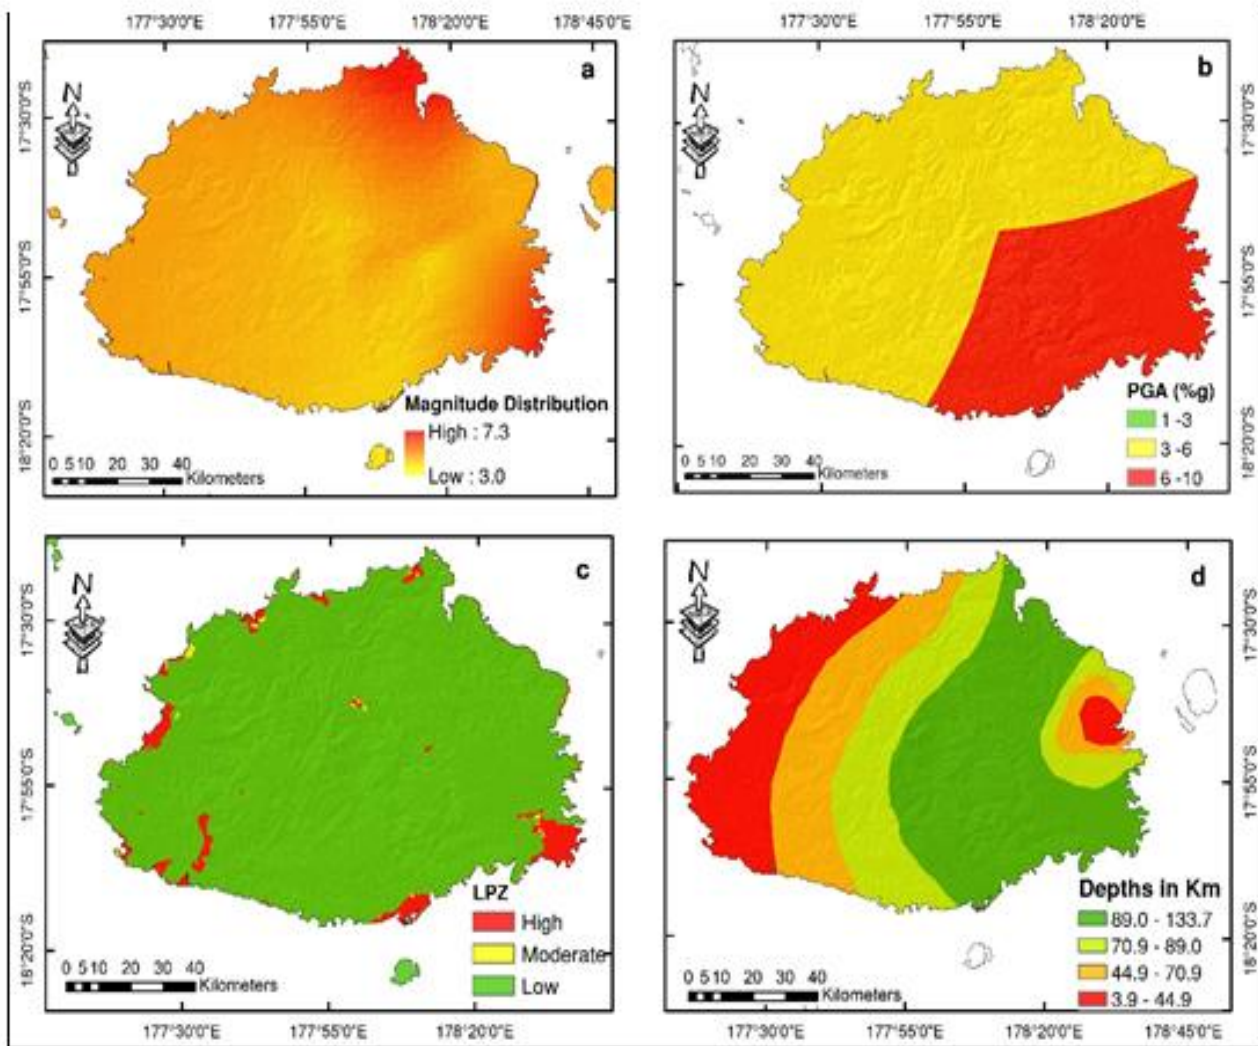 177°30'0"E 177°55'0"E 178°20'0"E 178°45'0"E
177°30'0"E 177°55'0"E 178°20'0"E
a
N
17°30'0"S
17°55'0"S
18°20'0"S
Magnitude Distribution
High : 7.3
Low : 3.0
0 5 10 20 30 40
Kilometers
b
N
17°30'0"S
17°55'0"S
18°20'0"S
PGA (%g)
1 -3
3 -6
6 -10
0 5 10 20 30 40
Kilometers
c
N
17°30'0"S
17°55'0"S
18°20'0"S
LPZ
High
Moderate
Low
0 5 10 20 30 40
Kilometers
d
N
17°30'0"S
17°55'0"S
18°20'0"S
Depths in Km
89.0 - 133.7
70.9 - 89.0
44.9 - 70.9
3.9 - 44.9
0 5 10 20 30 40
Kilometers
177°30'0"E 177°55'0"E 178°20'0"E
177°30'0"E 177°55'0"E 178°20'0"E 178°45'0"E